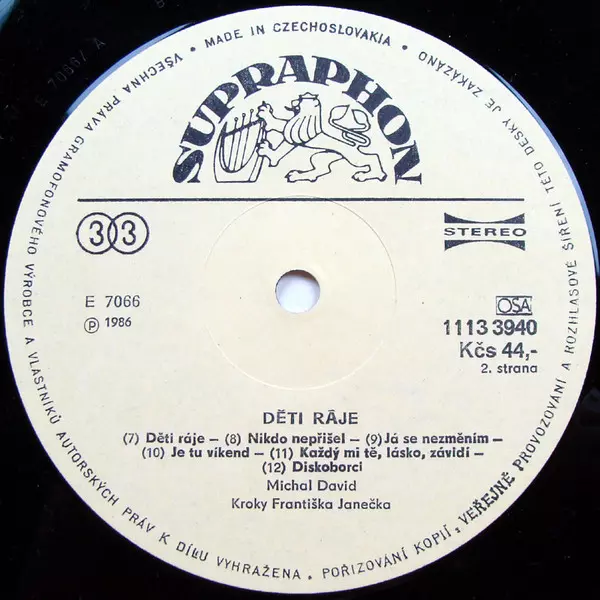 • MADE IN CZECHOSLOVAKIA •
VŠECHNA PRÁVA GRAMOFONOVÉHO VÝROBCE A VLASTNÍKŮ AUTORSKÝCH PRÁV K DÍLU VYHRAŽENA. POŘIZOVÁNÍ KOPIÍ, VEŘEJNÉ PROVOZOVÁNÍ A ROZHLASOVÉ ŠÍŘENÍ TÉTO DESKY JE ZAKÁZÁNO
SUPRAPHON
33
STEREO
E 7066
Ⓟ 1986
OSA
1113 3940
Kčs 44,-
2. strana
DĚTI RÁJE
(7) Děti ráje – (8) Nikdo nepřišel – (9) Já se nezměním –
(10) Je tu víkend – (11) Každý mi tě, lásko, závidí –
(12) Diskoborci
Michal David
Kroky Františka Janečka